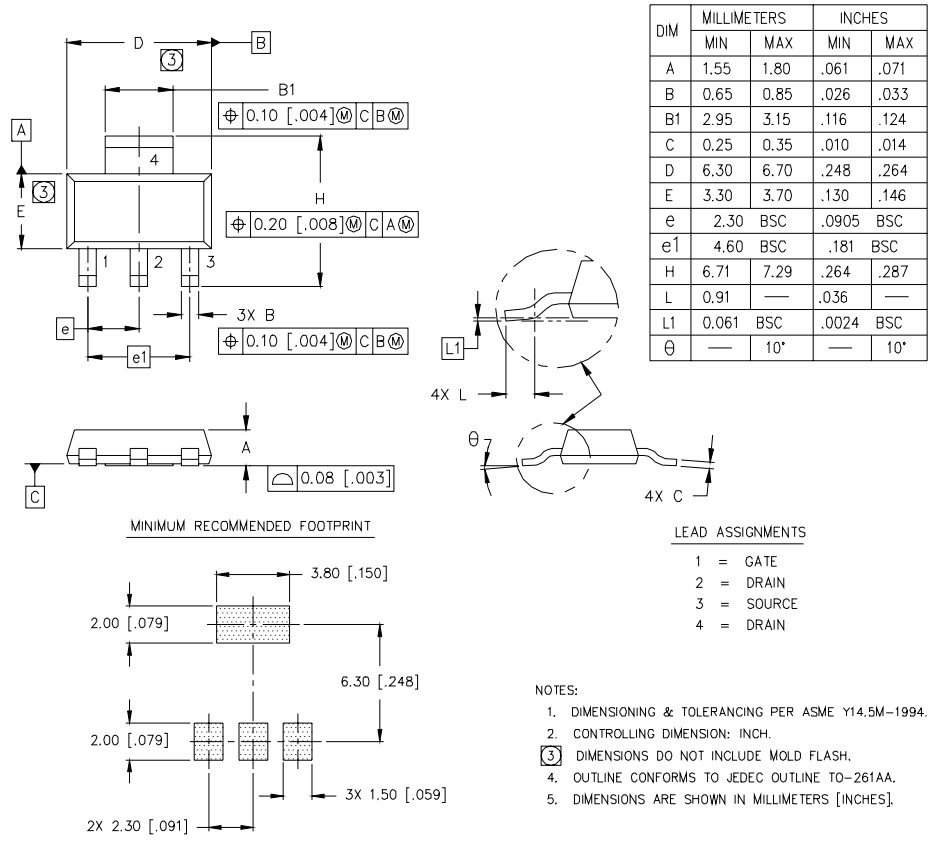 D
B
3
B1
⌖ 0.10 [.004]Ⓜ C BⓂ
A
4
3
E
H
⌖ 0.20 [.008]Ⓜ C AⓂ
1 2 3
3X B
e
⌖ 0.10 [.004]Ⓜ C BⓂ
e1
L1
4X L
A
⌓ 0.08 [.003]
C
θ
4X C
DIM MILLIMETERS INCHES
MIN MAX MIN MAX
A 1.55 1.80 .061 .071
B 0.65 0.85 .026 .033
B1 2.95 3.15 .116 .124
C 0.25 0.35 .010 .014
D 6.30 6.70 .248 .264
E 3.30 3.70 .130 .146
e 2.30 BSC .0905 BSC
e1 4.60 BSC .181 BSC
H 6.71 7.29 .264 .287
L 0.91 — .036 —
L1 0.061 BSC .0024 BSC
θ — 10° — 10°
MINIMUM RECOMMENDED FOOTPRINT
3.80 [.150]
2.00 [.079]
6.30 [.248]
2.00 [.079]
3X 1.50 [.059]
2X 2.30 [.091]
LEAD ASSIGNMENTS
1 = GATE
2 = DRAIN
3 = SOURCE
4 = DRAIN
NOTES:
1. DIMENSIONING & TOLERANCING PER ASME Y14.5M-1994.
2. CONTROLLING DIMENSION: INCH.
3 DIMENSIONS DO NOT INCLUDE MOLD FLASH.
4. OUTLINE CONFORMS TO JEDEC OUTLINE TO-261AA.
5. DIMENSIONS ARE SHOWN IN MILLIMETERS [INCHES].